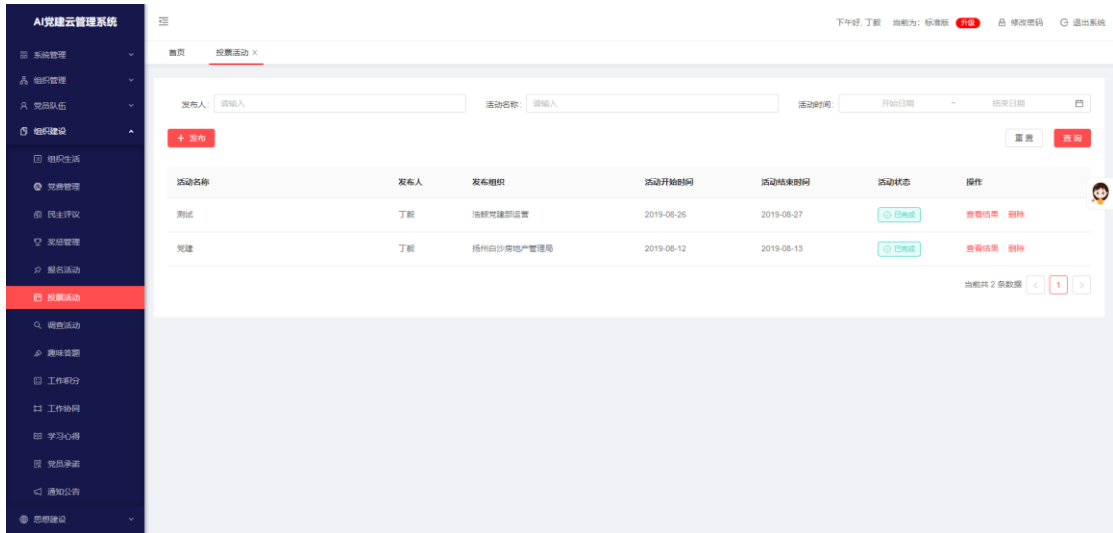 AI党建云管理系统
下午好, 丁毅 当前为：标准版 升级 修改密码 退出系统
系统管理
组织管理
党员队伍
组织建设
组织生活
党费管理
民主评议
奖惩管理
报名活动
投票活动
调查活动
趣味答题
工作积分
工作协同
学习心得
党员承诺
通知公告
思想建设
首页 投票活动 ×
发布人: 请输入 活动名称: 请输入 活动时间: 开始日期 ~ 结束日期
+ 发布 重置 查询
活动名称 发布人 发布组织 活动开始时间 活动结束时间 活动状态 操作
测试 丁毅 党建部运营 2019-08-26 2019-08-27 已完成 查看结果 删除
党建 丁毅 扬州白沙房地产管理局 2019-08-12 2019-08-13 已完成 查看结果 删除
当前共 2 条数据 < 1 >